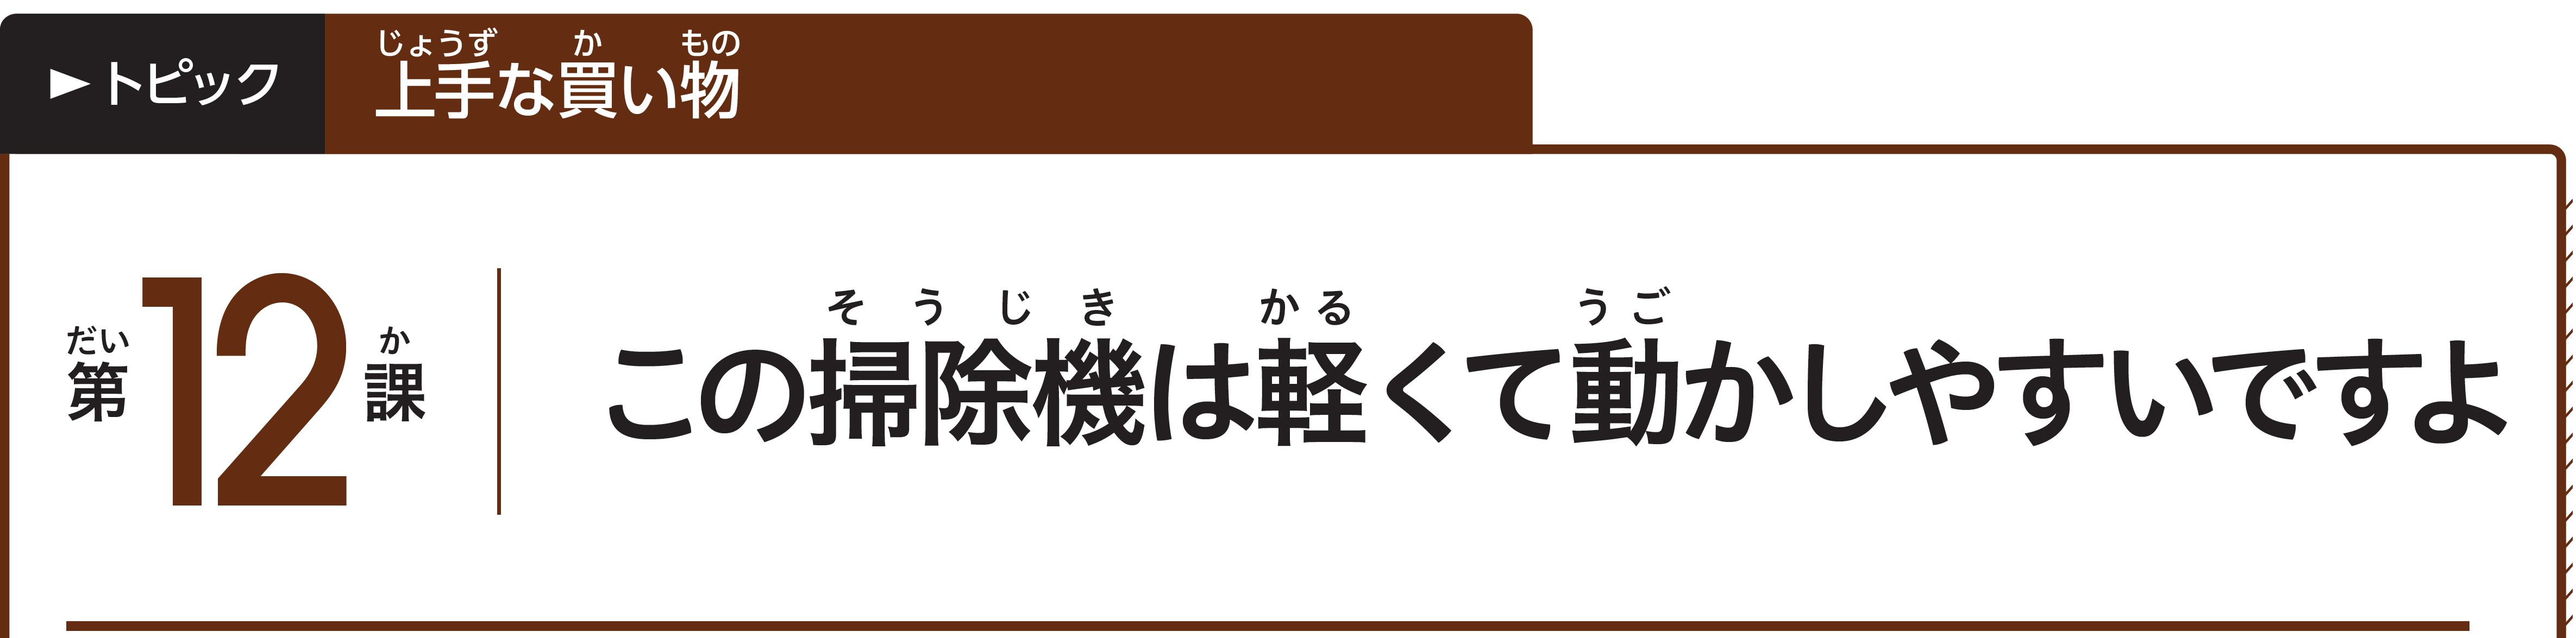 ▶トピック
じょうず か もの
上手な買い物
そうじき かる うご
だい か
第12課
この掃除機は軽くて動かしやすいですよ